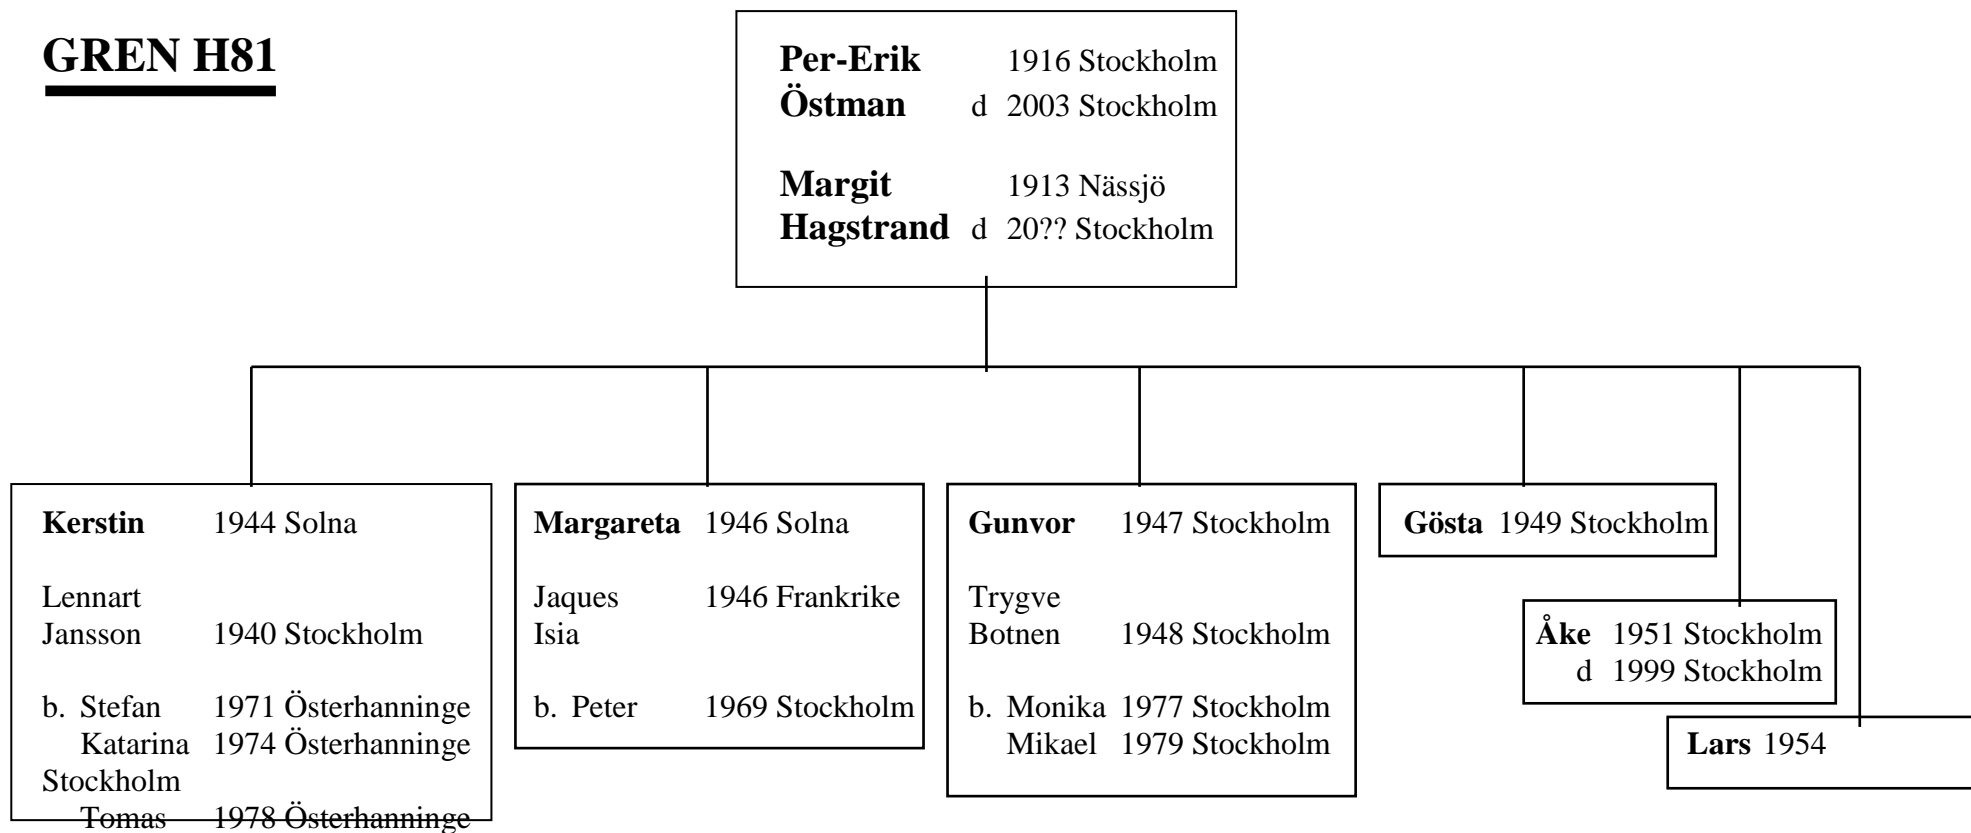 GREN H81
Per-Erik 1916 Stockholm
Östman d 2003 Stockholm
Margit 1913 Nässjö
Hagstrand d 20?? Stockholm
Kerstin 1944 Solna
Lennart
Jansson 1940 Stockholm
b. Stefan 1971 Österhanninge
Katarina 1974 Österhanninge
Stockholm
Tomas 1978 Österhanninge
Margareta 1946 Solna
Jaques 1946 Frankrike
Isia
b. Peter 1969 Stockholm
Gunvor 1947 Stockholm
Trygve
Botnen 1948 Stockholm
b. Monika 1977 Stockholm
Mikael 1979 Stockholm
Gösta 1949 Stockholm
Åke 1951 Stockholm
d 1999 Stockholm
Lars 1954